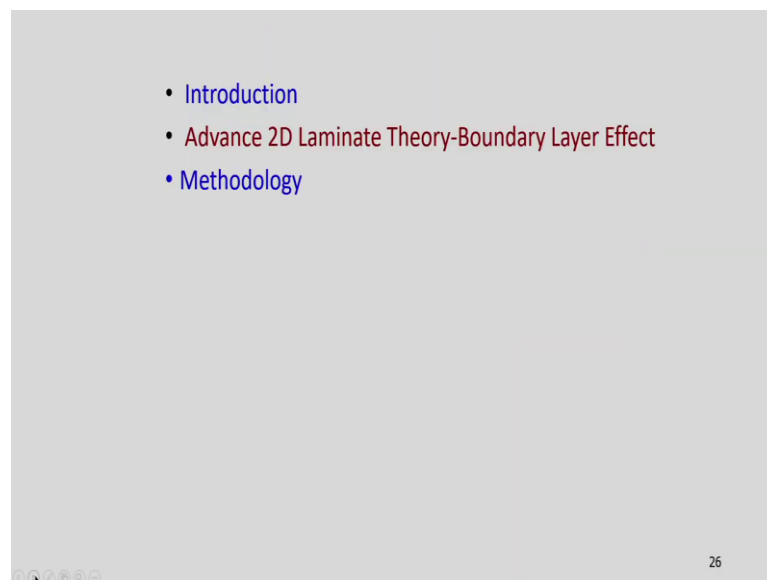 • Introduction
• Advance 2D Laminate Theory-Boundary Layer Effect
• Methodology
26